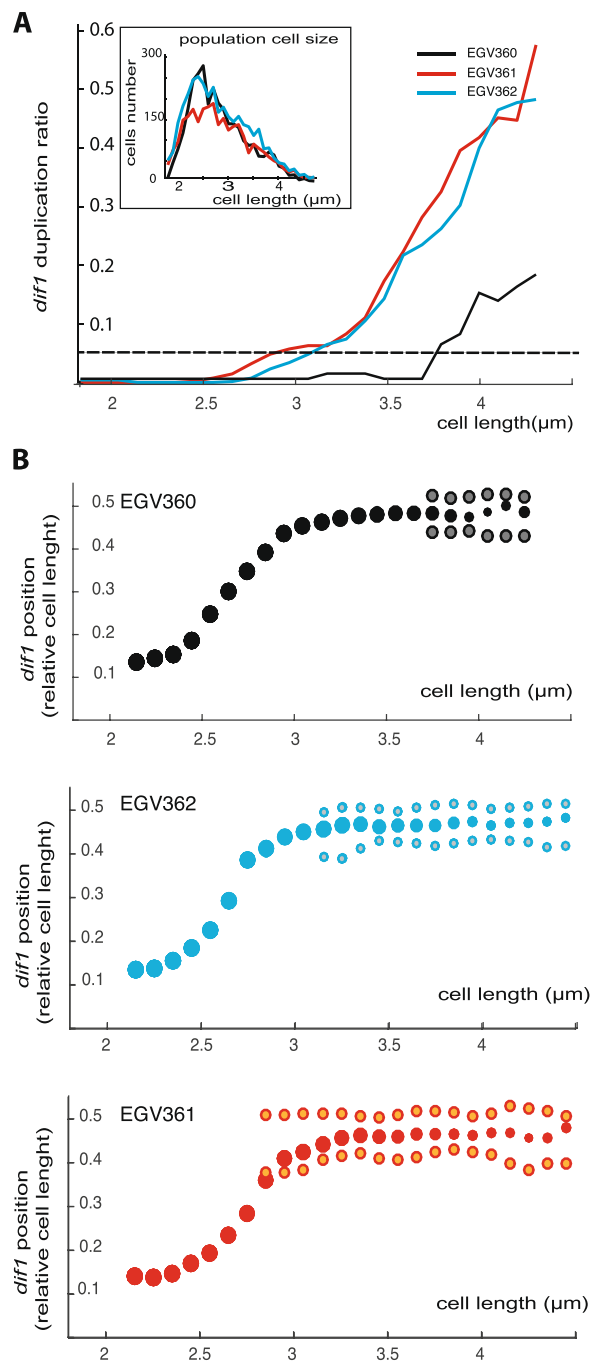 A
population cell size
300
150
0
cells number
2
3
4
cell length (μm)
EGV360
EGV361
EGV362
0.6
0.5
0.4
0.3
0.2
0.1
dif1 duplication ratio
2
2.5
3
3.5
4
cell length(μm)
B
EGV360
0.5
0.4
0.3
0.2
0.1
dif1 position
(relative cell lenght)
cell length (μm)
2
2.5
3
3.5
4
EGV362
0.5
0.4
0.3
0.2
0.1
dif1 position
(relative cell lenght)
cell length (μm)
2
2.5
3
3.5
4
EGV361
0.5
0.4
0.3
0.2
0.1
dif1 position
(relative cell lenght)
cell length (μm)
2
2.5
3
3.5
4